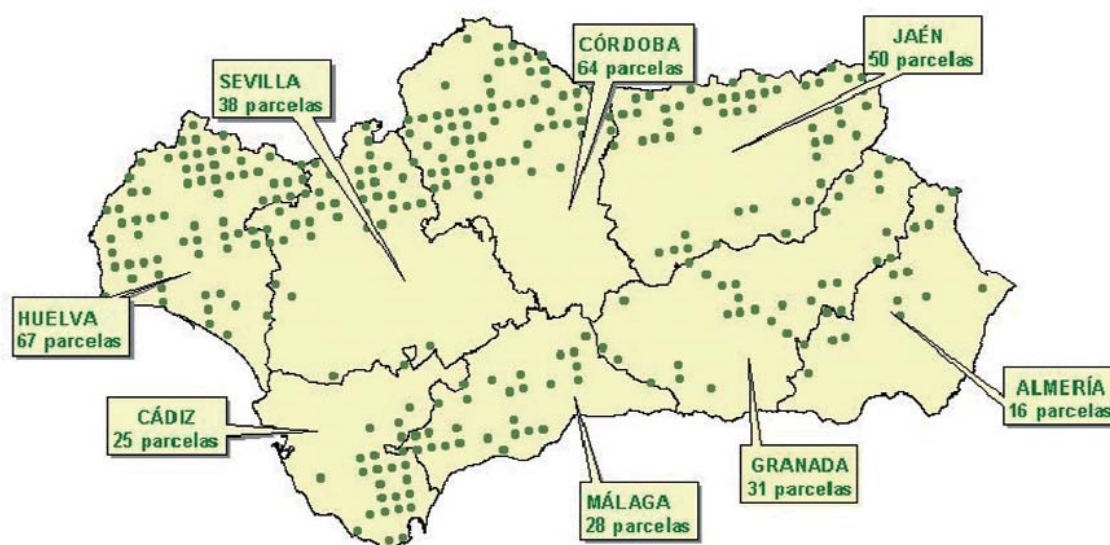 CÓRDOBA
64 parcelas
JAÉN
50 parcelas
SEVILLA
38 parcelas
HUELVA
67 parcelas
CÁDIZ
25 parcelas
ALMERÍA
16 parcelas
GRANADA
31 parcelas
MÁLAGA
28 parcelas